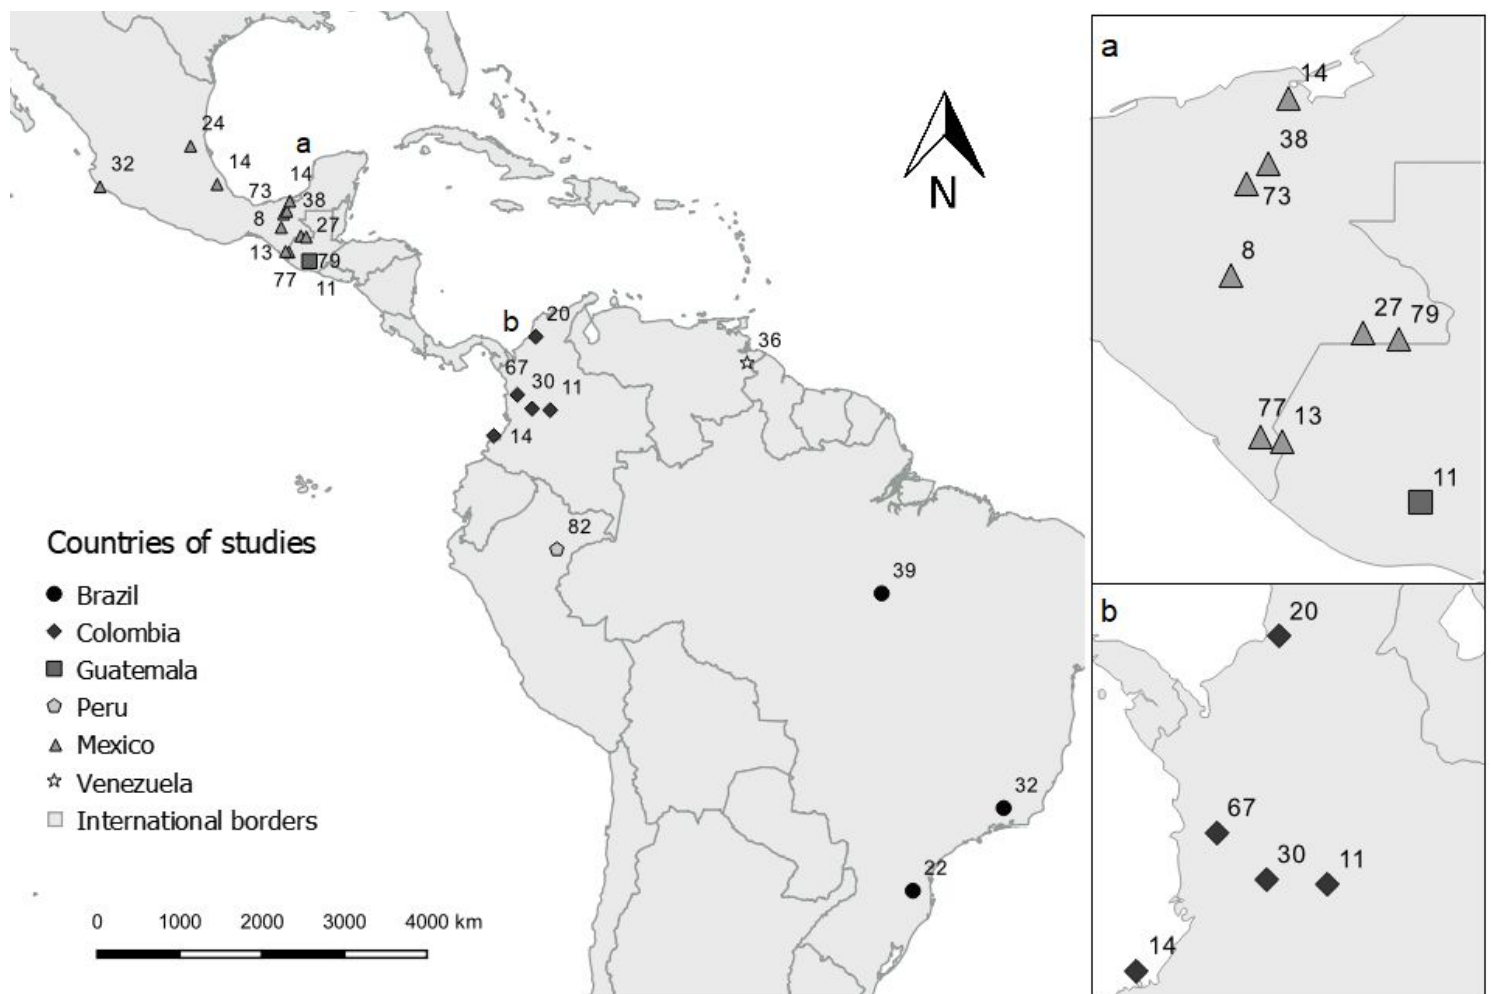 24
a
32
14
14
73
38
8
27
13
79
77
11
b
20
36
67
30
11
14
82
39
32
22
N
Countries of studies
Brazil
Colombia
Guatemala
Peru
Mexico
Venezuela
International borders
0 1000 2000 3000 4000 km
a
14
38
73
8
27 79
77 13
11
b
20
67
30 11
14